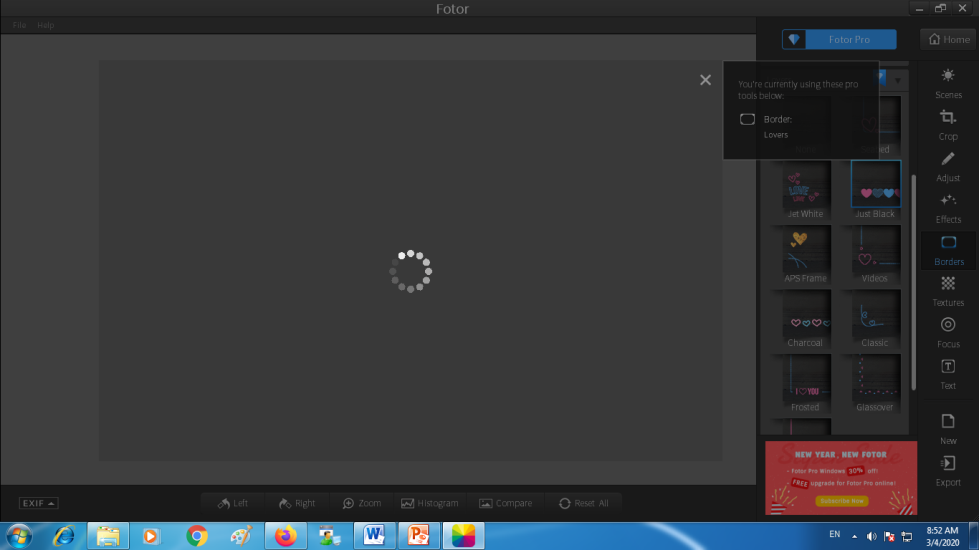 Fotor
File Help
Fotor Pro
Home
You're currently using these pro
tools below:
Border:
Lovers
Scenes
Crop
Adjust
Effects
Borders
Textures
Focus
Text
New
Export
Jet White Just Black
APS Frame Videos
Charcoal Classic
Frosted Glassover
I YOU
NEW YEAR, NEW FOTOR
• Fotor Pro Windows 30% off!
• FREE upgrade for Fotor Pro online!
Subscribe Now
EXIF
Left Right Zoom Histogram Compare Reset All
EN
8:52 AM
3/4/2020